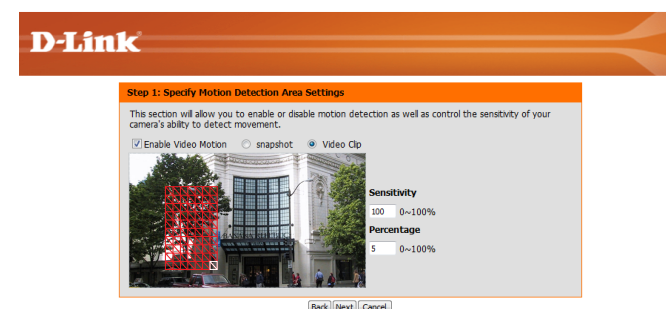 D-Link
Step 1: Specify Motion Detection Area Settings
This section will allow you to enable or disable motion detection as well as control the sensitivity of your
camera's ability to detect movement.
Enable Video Motion snapshot Video Clip
Sensitivity
100 0~100%
Percentage
5 0~100%
Back Next Cancel